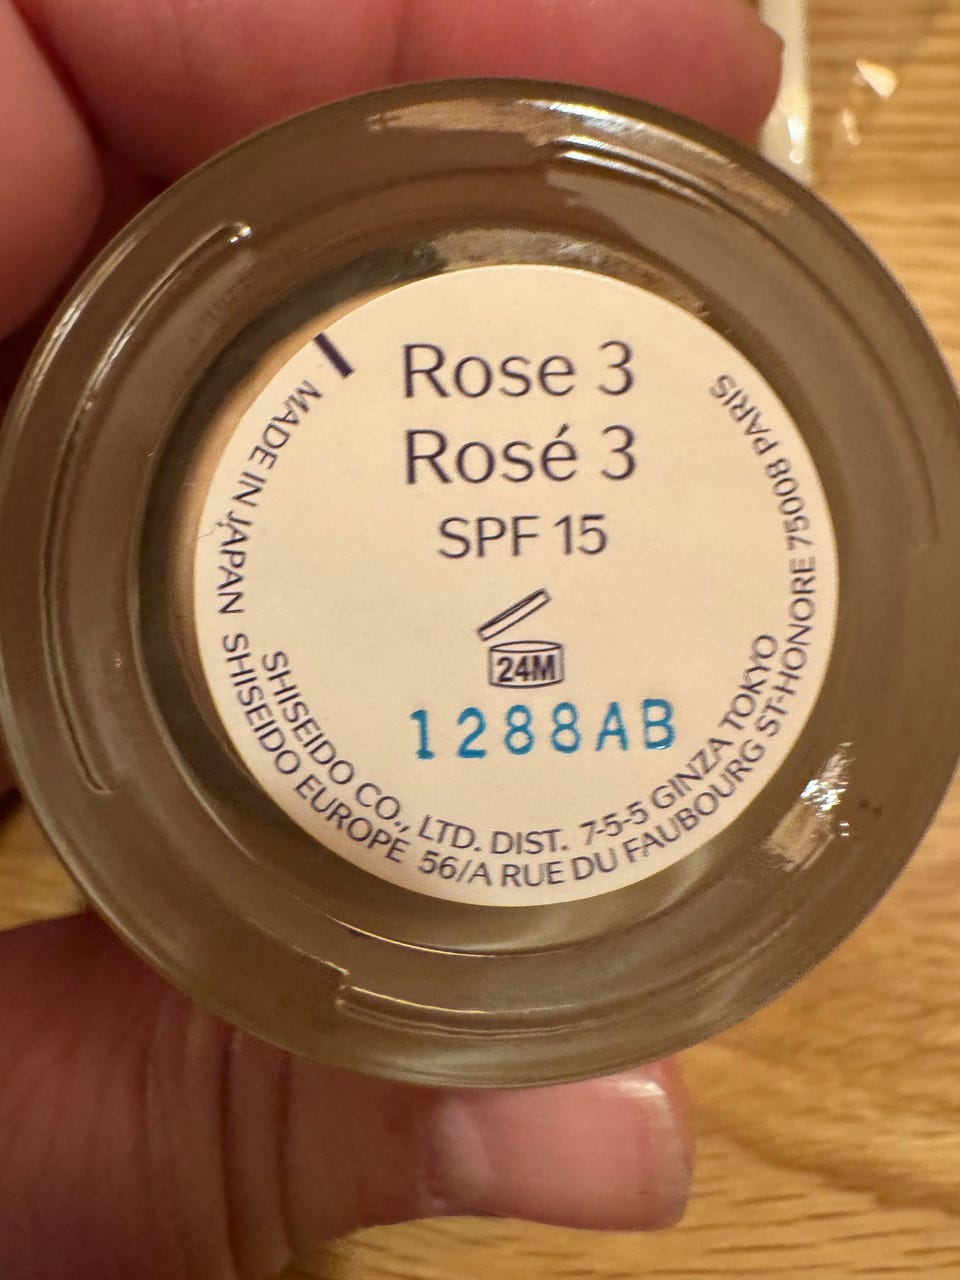 Rose 3
Rosé 3
SPF 15
24M
1288AB
MADE IN JAPAN SHISEIDO EUROPE 56/A RUE DU FAUBOURG ST-HONORE 75008 PARIS
SHISEIDO CO., LTD. DIST. 7-5-5 GINZA TOKYO